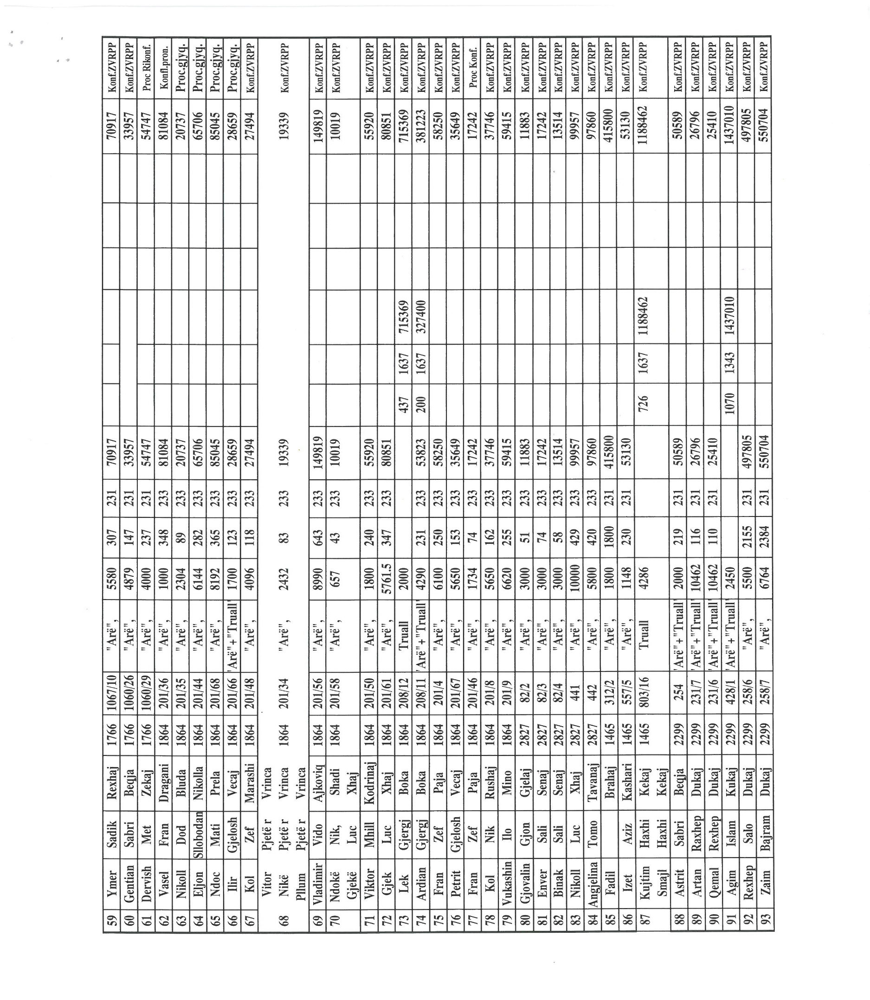 59 Ymer Sadik Rexhaj 1766 1067/10 "Arë", 5580 307 231 70917 70917 Konf.ZVRPP
60 Gentian Sabri Beqja 1766 1060/26 "Arë", 4879 147 231 33957 33957 Konf.ZVRPP
61 Dervish Met Zekaj 1766 1060/29 "Arë", 4000 237 231 54747 54747 Proc Rikonf.
62 Vasel Fran Dragani 1864 201/36 "Arë", 1000 348 233 81084 81084 Konfl.pron.
63 Nikoll Dod Bluda 1864 201/35 "Arë", 2304 89 233 20737 20737 Proc.gjyq.
64 Eljon Sllobodan Nikolla 1864 201/44 "Arë", 6144 282 233 65706 65706 Proc.gjyq.
65 Ndoc Mati Prela 1864 201/68 "Arë", 8192 365 233 85045 85045 Proc.gjyq.
66 Ilir Gjelosh Vecaj 1864 201/66 'Arë"+"Truall' 1700 123 233 28659 28659 Proc.gjyq.
67 Kol Zef Marashi 1864 201/48 "Arë", 4096 118 233 27494 27494 Konf.ZVRPP
Vitor Pjetër Vrinca
68 Nikë Pjetër Vrinca 1864 201/34 "Arë", 2432 83 233 19339 19339 Konf.ZVRPP
Pllum Pjetër Vrinca
69 Vladimir Vido Ajkoviq 1864 201/56 "Arë", 8990 643 233 149819 149819 Konf.ZVRPP
70 Ndokë Nik, Shadi 1864 201/58 "Arë", 657 43 233 10019 10019 Konf.ZVRPP
Gjekë Luc Xhaj
71 Viktor Mhill Kodrinaj 1864 201/50 "Arë", 1800 240 233 55920 55920 Konf.ZVRPP
72 Gjek Luc Xhaj 1864 201/61 "Arë", 5761.5 347 233 80851 80851 Konf.ZVRPP
73 Lek Gjergj Boka 1864 208/12 Truall 2000 437 1637 715369 715369 Konf.ZVRPP
74 Ardian Gjergj Boka 1864 208/11 'Arë"+"Truall' 4290 231 233 53823 200 1637 327400 381223 Konf.ZVRPP
75 Fran Zef Paja 1864 201/4 "Arë", 6100 250 233 58250 58250 Konf.ZVRPP
76 Petrit Gjelosh Vecaj 1864 201/67 "Arë", 5650 153 233 35649 35649 Konf.ZVRPP
77 Fran Zef Paja 1864 201/46 "Arë", 1734 74 233 17242 17242 Proc Konf.
78 Kol Nik Rushaj 1864 201/8 "Arë", 5650 162 233 37746 37746 Konf.ZVRPP
79 Vukashin Ilo Mino 1864 201/9 "Arë", 6620 255 233 59415 59415 Konf.ZVRPP
80 Gjovalin Gjon Gjelaj 2827 82/2 "Arë", 3000 51 233 11883 11883 Konf.ZVRPP
81 Enver Sali Senaj 2827 82/3 "Arë", 3000 74 233 17242 17242 Konf.ZVRPP
82 Binak Sali Senaj 2827 82/4 "Arë", 3000 58 233 13514 13514 Konf.ZVRPP
83 Nikoll Luc Xhaj 2827 441 "Arë", 10000 429 233 99957 99957 Konf.ZVRPP
84 Angjelina Tomo Tavanaj 2827 442 "Arë", 5800 420 233 97860 97860 Konf.ZVRPP
85 Fadil Brahaj 1465 312/2 "Arë", 1800 1800 231 415800 415800 Konf.ZVRPP
86 Izet Aziz Kashari 1465 557/5 "Arë", 1148 230 231 53130 53130 Konf.ZVRPP
87 Kujtim Haxhi Kekaj 1465 803/16 Truall 4286 726 1637 1188462 1188462 Konf.ZVRPP
Smajl Haxhi Kekaj
88 Astrit Sabri Beqja 2299 254 'Arë"+"Truall' 2000 219 231 50589 50589 Konf.ZVRPP
89 Artan Raxhep Dukaj 2299 231/7 'Arë"+"Truall' 10462 116 231 26796 26796 Konf.ZVRPP
90 Qemal Rexhep Dukaj 2299 231/6 'Arë"+"Truall' 10462 110 231 25410 25410 Konf.ZVRPP
91 Agim Islam Kukaj 2299 428/1 'Arë"+"Truall' 2450 1070 1343 1437010 1437010 Konf.ZVRPP
92 Rexhep Salo Dukaj 2299 258/6 "Arë", 5500 2155 231 497805 497805 Konf.ZVRPP
93 Zaim Bajram Dukaj 2299 258/7 "Arë", 6764 2384 231 550704 550704 Konf.ZVRPP